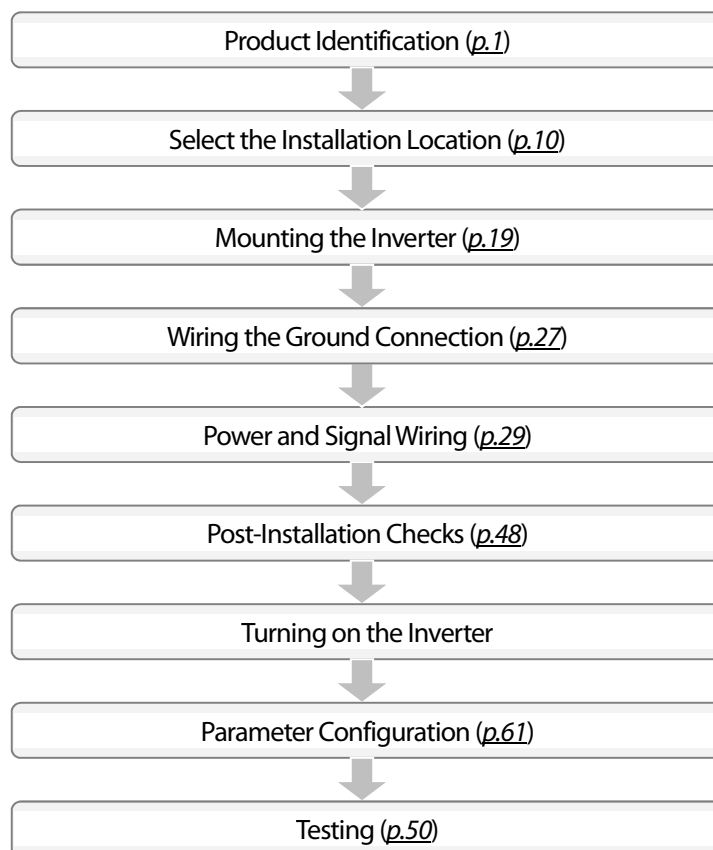 Product Identification (p.1)
Select the Installation Location (p.10)
Mounting the Inverter (p.19)
Wiring the Ground Connection (p.27)
Power and Signal Wiring (p.29)
Post-Installation Checks (p.48)
Turning on the Inverter
Parameter Configuration (p.61)
Testing (p.50)